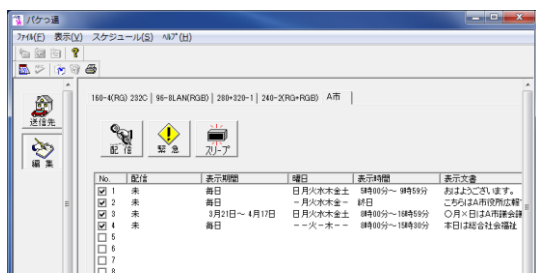 パケっ通
ファイル(F) 表示(V) スケジュール(S) ヘルプ(H)
送信先
編 集
160-4(RG) 232C 96-8LAN(RGB) 280*320-1 240-2(RG*RGB) A市
配 信 緊 急 スリープ
No. 配信 表示期間 曜日 表示時間 表示文書
1 未 毎日 日月火水木金土 5時00分～ 9時59分 おはようございます。
2 未 毎日 -月火水木金- 終日 こちらはA市役所広報
3 未 3月21日～ 4月17日 日月火水木金土 8時00分～16時59分 〇月×日はA市議会議
4 未 毎日 --火-木-- 8時00分～15時30分 本日は総合社会福祉
5
6
7
8